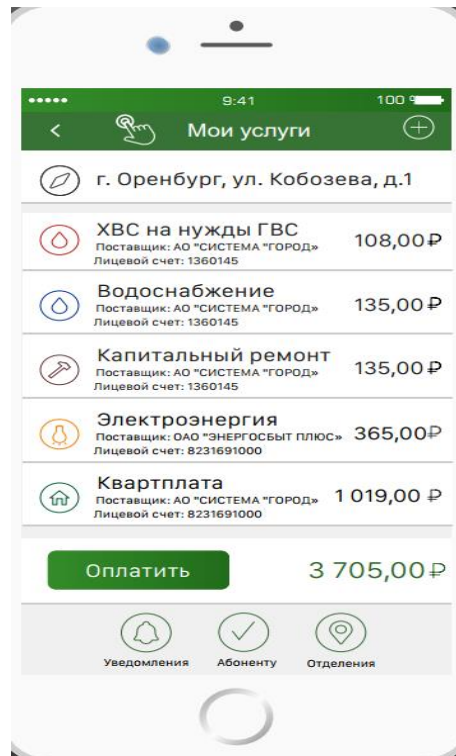 9:41
100 %
<
Мои услуги
г. Оренбург, ул. Кобозева, д.1
ХВС на нужды ГВС
Поставщик: АО "СИСТЕМА "ГОРОД»
Лицевой счет: 1360145
108,00₽
Водоснабжение
Поставщик: АО "СИСТЕМА "ГОРОД»
Лицевой счет: 1360145
135,00₽
Капитальный ремонт
Поставщик: АО "СИСТЕМА "ГОРОД»
Лицевой счет: 1360145
135,00₽
Электроэнергия
Поставщик: ОАО "ЭНЕРГОСБЫТ ПЛЮС»
Лицевой счет: 8231691000
365,00₽
Квартплата
Поставщик: АО "СИСТЕМА "ГОРОД»
Лицевой счет: 8231691000
1 019,00 ₽
Оплатить
3 705,00₽
Уведомления
Абоненту
Отделения